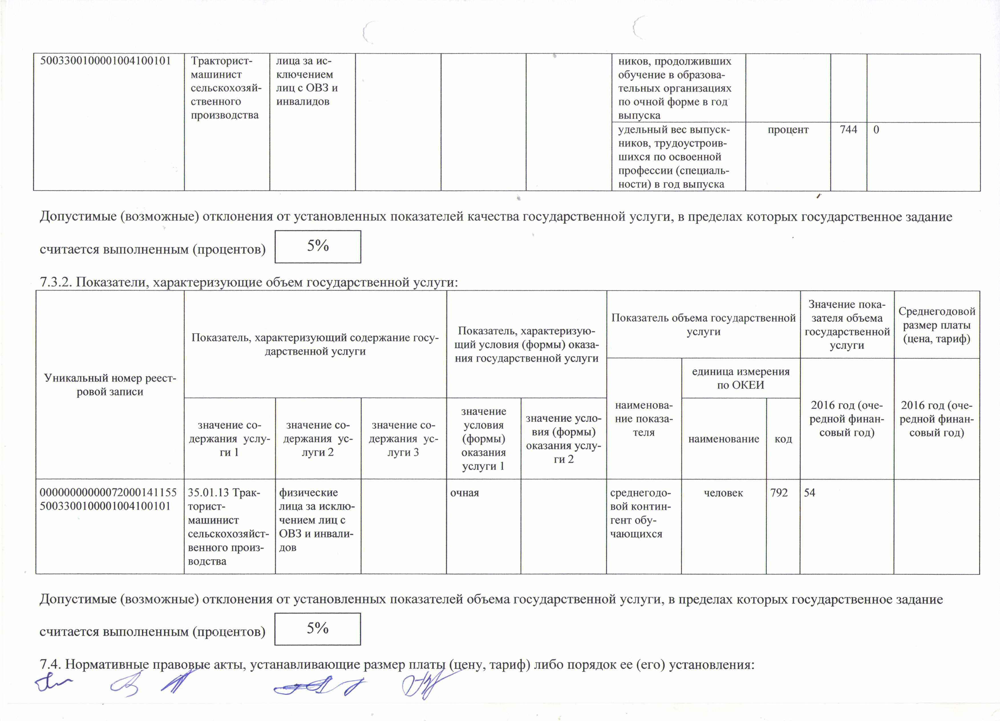 5003300100001004100101
Тракторист-
машинист
сельскохозяй-
ственного
производства
лица за ис-
ключением
лиц с ОВЗ и
инвалидов
ников, продолживших
обучение в образова-
тельных организациях
по очной форме в год
выпуска
удельный вес выпуск-
ников, трудоустроив-
шихся по освоенной
профессии (специаль-
ности) в год выпуска
процент
744
0
Допустимые (возможные) отклонения от установленных показателей качества государственной услуги, в пределах которых государственное задание
считается выполненным (процентов)
5%
7.3.2. Показатели, характеризующие объем государственной услуги:
Уникальный номер реест-
ровой записи
Показатель, характеризующий содержание госу-
дарственной услуги
Показатель, характеризую-
щий условия (формы) оказа-
ния государственной услуги
Показатель объема государственной
услуги
Значение пока-
зателя объема
государственной
услуги
Среднегодовой
размер платы
(цена, тариф)
значение со-
держания услу-
ги 1
значение со-
держания ус-
луги 2
значение со-
держания ус-
луги 3
значение
условия
(формы)
оказания
услуги 1
значение усло-
вия (формы)
оказания услу-
ги 2
наименова-
ние показа-
теля
единица измерения
по ОКЕИ
наименование
код
2016 год (оче-
редной финан-
совый год)
2016 год (оче-
редной финан-
совый год)
00000000000072000141155
5003300100001004100101
35.01.13 Трак-
торист-
машинист
сельскохозяйст-
венного произ-
водства
физические
лица за исклю-
чением лиц с
ОВЗ и инвали-
дов
очная
среднегодо-
вой контин-
гент обу-
чающихся
человек
792
54
Допустимые (возможные) отклонения от установленных показателей объема государственной услуги, в пределах которых государственное задание
считается выполненным (процентов)
5%
7.4. Нормативные правовые акты, устанавливающие размер платы (цену, тариф) либо порядок ее (его) установления: